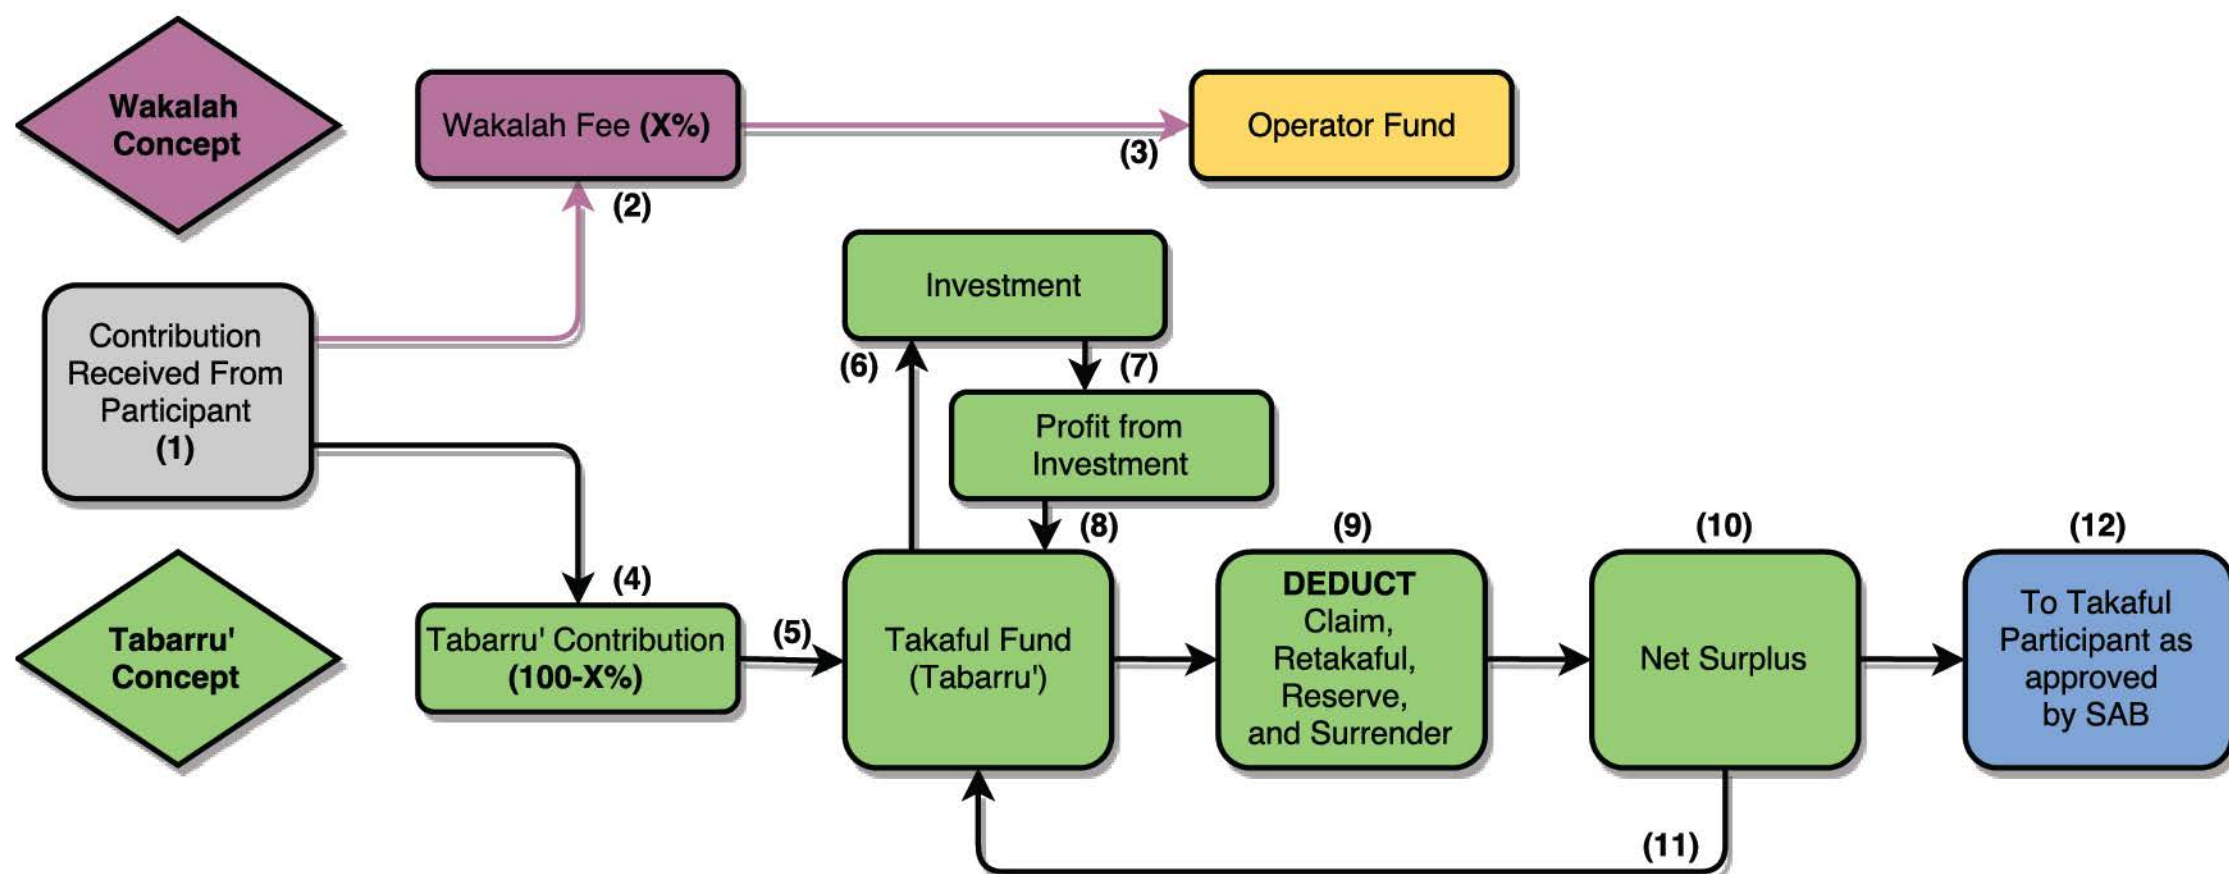 Wakalah
Concept
Wakalah Fee (X%)
(3)
Operator Fund
(2)
Contribution
Received From
Participant
(1)
Investment
(6)
(7)
Profit from
Investment
(8)
Tabarru'
Concept
(4)
Tabarru' Contribution
(100-X%)
(5)
Takaful Fund
(Tabarru')
(9)
DEDUCT
Claim,
Retakaful,
Reserve,
and Surrender
(10)
Net Surplus
(11)
(12)
To Takaful
Participant as
approved
by SAB